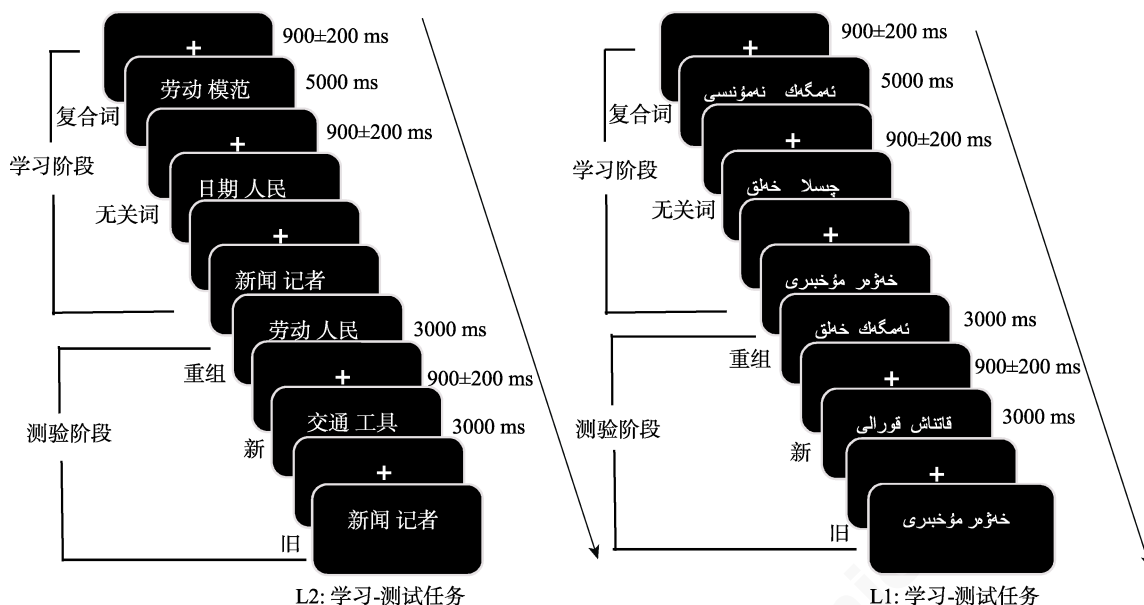 +
900±200 ms
劳动 模范
5000 ms
复合词
+
900±200 ms
学习阶段
日期 人民
无关词
+
新闻 记者
劳动 人民
3000 ms
重组
+
900±200 ms
测验阶段
交通 工具
3000 ms
新
+
新闻 记者
旧
L2: 学习-测试任务
+
900±200 ms
ئەمگەك نەمۇنىسى
5000 ms
复合词
+
900±200 ms
学习阶段
چىسلا خەلق
无关词
+
خەۋەر مۇخبىرى
ئەمگەك خەلق
3000 ms
重组
+
900±200 ms
测验阶段
قاتناش قورالى
3000 ms
新
+
خەۋەر مۇخبىرى
旧
L1: 学习-测试任务